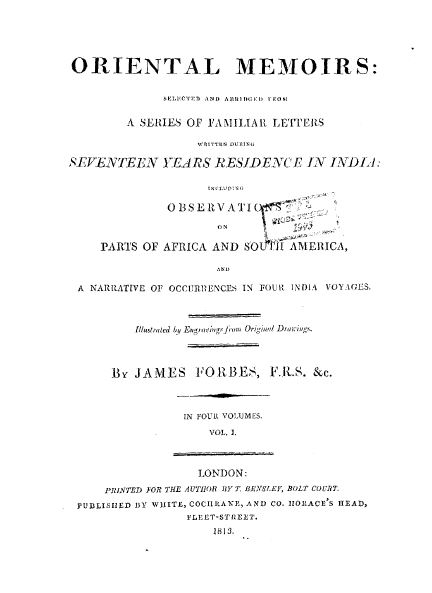 ORIENTAL MEMOIRS:
SELECTED AND ABRIDGED FROM
A SERIES OF FAMILIAR LETTERS
WRITTEN DURING
SEVENTEEN YEARS RESIDENCE IN INDIA:
INCLUDING
OBSERVATIONS
ON
PARTS OF AFRICA AND SOUTH AMERICA,
AND
A NARRATIVE OF OCCURRENCES IN FOUR INDIA VOYAGES.
Illustrated by Engravings from Original Drawings.
BY JAMES FORBES, F.R.S. &c.
IN FOUR VOLUMES.
VOL. I.
LONDON:
PRINTED FOR THE AUTHOR BY T. BENSLEY, BOLT COURT.
PUBLISHED BY WHITE, COCHRANE, AND CO. HORACE'S HEAD,
FLEET-STREET.
1813.